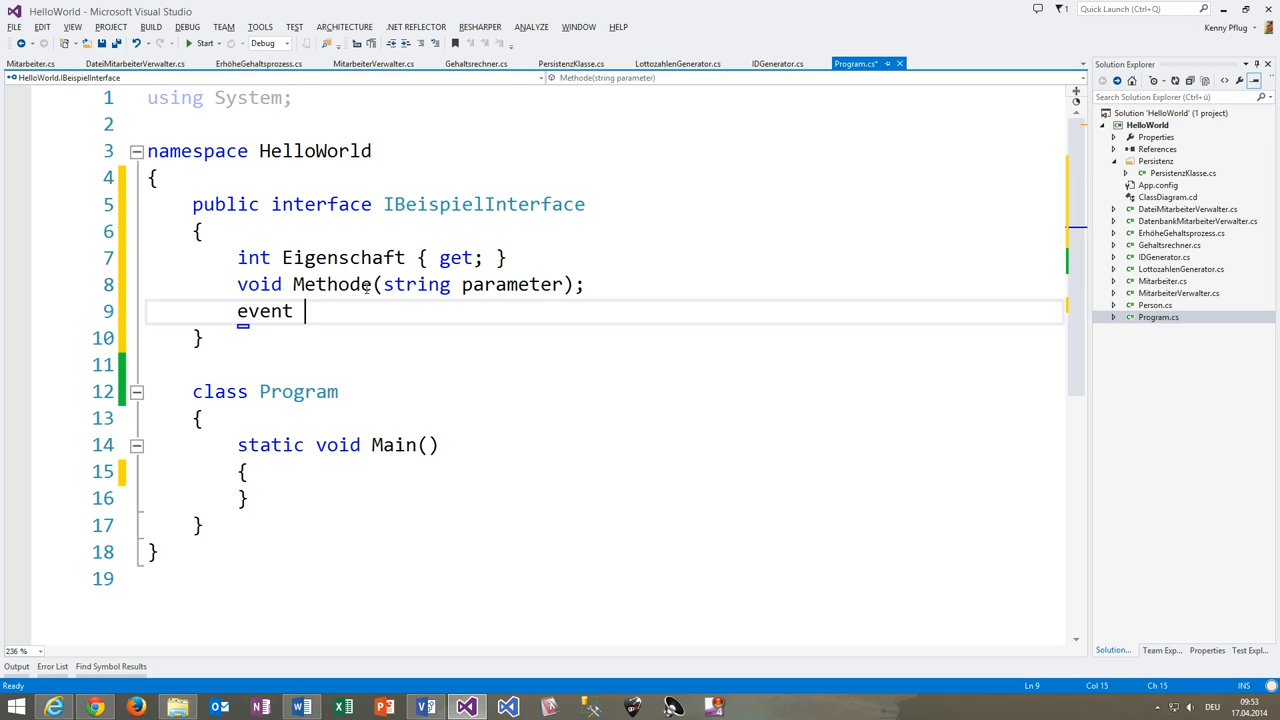 HelloWorld - Microsoft Visual Studio
Quick Launch (Ctrl+Q)
FILE EDIT VIEW PROJECT BUILD DEBUG TEAM TOOLS TEST ARCHITECTURE .NET REFLECTOR RESHARPER ANALYZE WINDOW HELP
Kenny Pflug
Start
Debug
Mitarbeiter.cs DateiMitarbeiterVerwalter.cs ErhöheGehaltsprozess.cs MitarbeiterVerwalter.cs Gehaltsrechner.cs PersistenzKlasse.cs LottozahlenGenerator.cs IDGenerator.cs Program.cs*
HelloWorld.IBeispielInterface
Methode(string parameter)
1 using System;
2
3 namespace HelloWorld
4 {
5 public interface IBeispielInterface
6 {
7 int Eigenschaft { get; }
8 void Methode(string parameter);
9 event
10 }
11
12 class Program
13 {
14 static void Main()
15 {
16 }
17 }
18 }
19
236 %
Output Error List Find Symbol Results
Solution Explorer
Search Solution Explorer (Ctrl+ü)
Solution 'HelloWorld' (1 project)
HelloWorld
Properties
References
Persistenz
PersistenzKlasse.cs
App.config
ClassDiagram.cd
DateiMitarbeiterVerwalter.cs
DatenbankMitarbeiterVerwalter.cs
ErhöheGehaltsprozess.cs
Gehaltsrechner.cs
IDGenerator.cs
LottozahlenGenerator.cs
Mitarbeiter.cs
MitarbeiterVerwalter.cs
Person.cs
Program.cs
Solution... Team Exp... Properties Test Expl...
Ready
Ln 9 Col 15 Ch 15 INS
DEU
09:53
17.04.2014